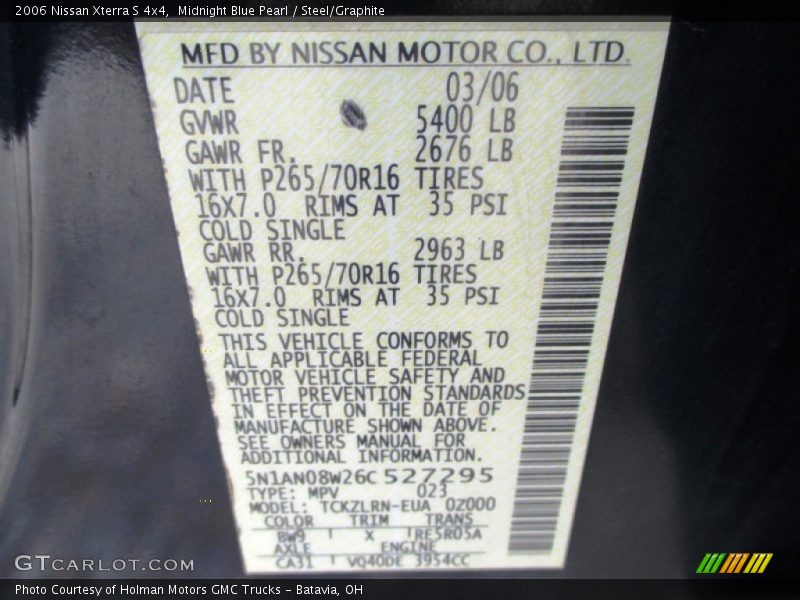 2006 Nissan Xterra S 4x4, Midnight Blue Pearl / Steel/Graphite
MFD BY NISSAN MOTOR CO., LTD.
DATE 03/06
GVWR 5400 LB
GAWR FR. 2676 LB
WITH P265/70R16 TIRES
16X7.0 RIMS AT 35 PSI
COLD SINGLE
GAWR RR. 2963 LB
WITH P265/70R16 TIRES
16X7.0 RIMS AT 35 PSI
COLD SINGLE
THIS VEHICLE CONFORMS TO
ALL APPLICABLE FEDERAL
MOTOR VEHICLE SAFETY AND
THEFT PREVENTION STANDARDS
IN EFFECT ON THE DATE OF
MANUFACTURE SHOWN ABOVE.
SEE OWNERS MANUAL FOR
ADDITIONAL INFORMATION.
5N1AN08W26C527295
TYPE: MPV 023
MODEL: TCKZLRN-EUA 0Z000
COLOR TRIM TRANS
BW9 X RE5R05A
AXLE ENGINE
CA31 VQ40DE 3954CC
GTCARLOT.COM
Photo Courtesy of Holman Motors GMC Trucks - Batavia, OH